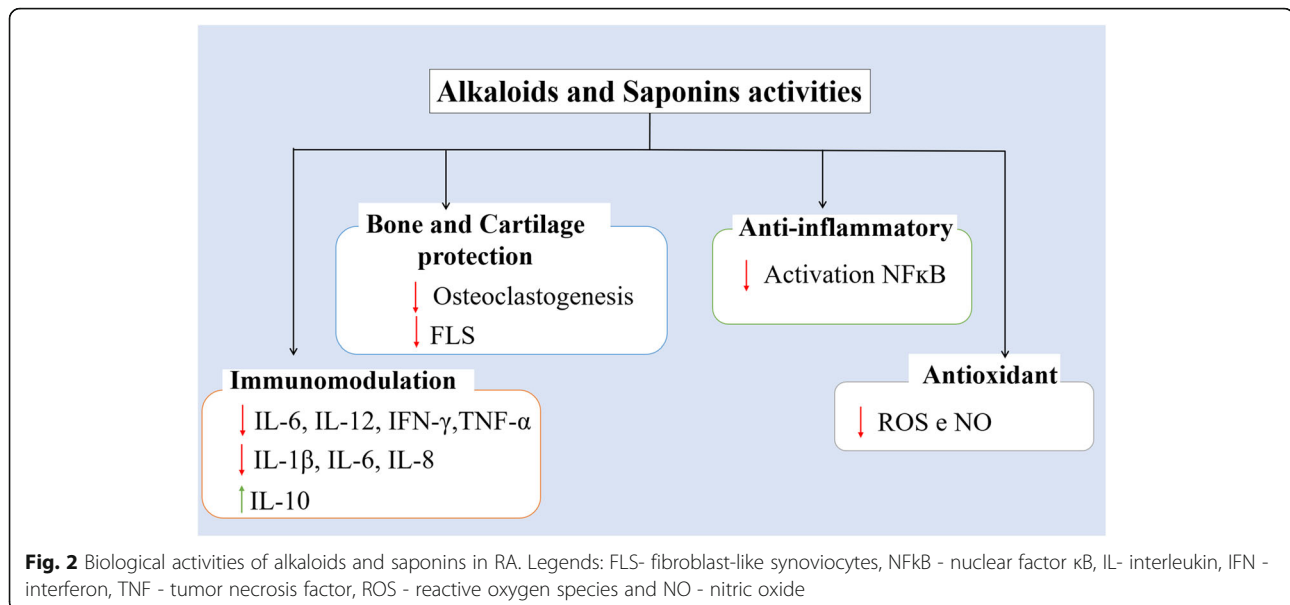 Alkaloids and Saponins activities
Bone and Cartilage
protection
↓ Osteoclastogenesis
↓ FLS
Anti-inflammatory
↓ Activation NFκB
Immunomodulation
↓ IL-6, IL-12, IFN-γ,TNF-α
↓ IL-1β, IL-6, IL-8
↑ IL-10
Antioxidant
↓ ROS e NO
Fig. 2 Biological activities of alkaloids and saponins in RA. Legends: FLS- fibroblast-like synoviocytes, NFkB - nuclear factor κB, IL- interleukin, IFN -
interferon, TNF - tumor necrosis factor, ROS - reactive oxygen species and NO - nitric oxide